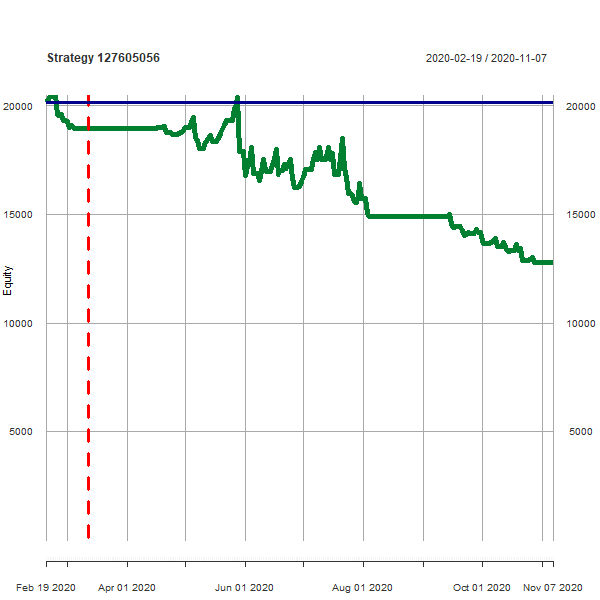 Strategy 127605056
2020-02-19 / 2020-11-07
20000
20000
15000
15000
Equity
10000
10000
5000
5000
Feb 19 2020
Apr 01 2020
Jun 01 2020
Aug 01 2020
Oct 01 2020
Nov 07 2020